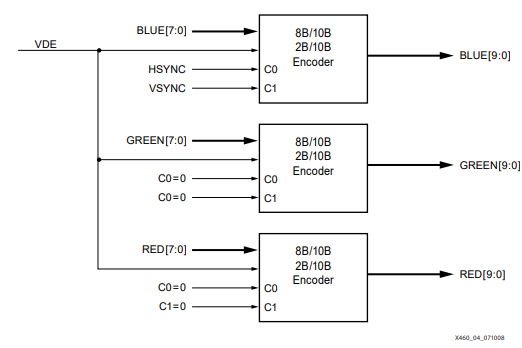 BLUE[7:0]
VDE
8B/10B
2B/10B
Encoder
BLUE[9:0]
HSYNC
C0
VSYNC
C1
GREEN[7:0]
8B/10B
2B/10B
Encoder
GREEN[9:0]
C0=0
C0
C0=0
C1
RED[7:0]
8B/10B
2B/10B
Encoder
RED[9:0]
C0=0
C0
C1=0
C1
X460_04_071008